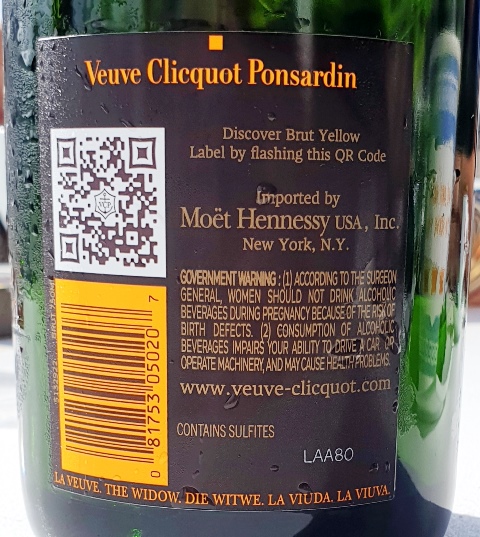 Veuve Clicquot Ponsardin
Discover Brut Yellow
Label by flashing this QR Code
VCP
Imported by
Moët Hennessy USA, Inc.
New York, N.Y.
GOVERNMENT WARNING : (1) ACCORDING TO THE SURGEON
GENERAL, WOMEN SHOULD NOT DRINK ALCOHOLIC
BEVERAGES DURING PREGNANCY BECAUSE OF THE RISK OF
BIRTH DEFECTS. (2) CONSUMPTION OF ALCOHOLIC
BEVERAGES IMPAIRS YOUR ABILITY TO DRIVE A CAR OR
OPERATE MACHINERY, AND MAY CAUSE HEALTH PROBLEMS.
www.veuve-clicquot.com
CONTAINS SULFITES
LAA80
BRUT 750ML
0 81753 05020 7
LA VEUVE. THE WIDOW. DIE WITWE. LA VIUDA. LA VIUVA.